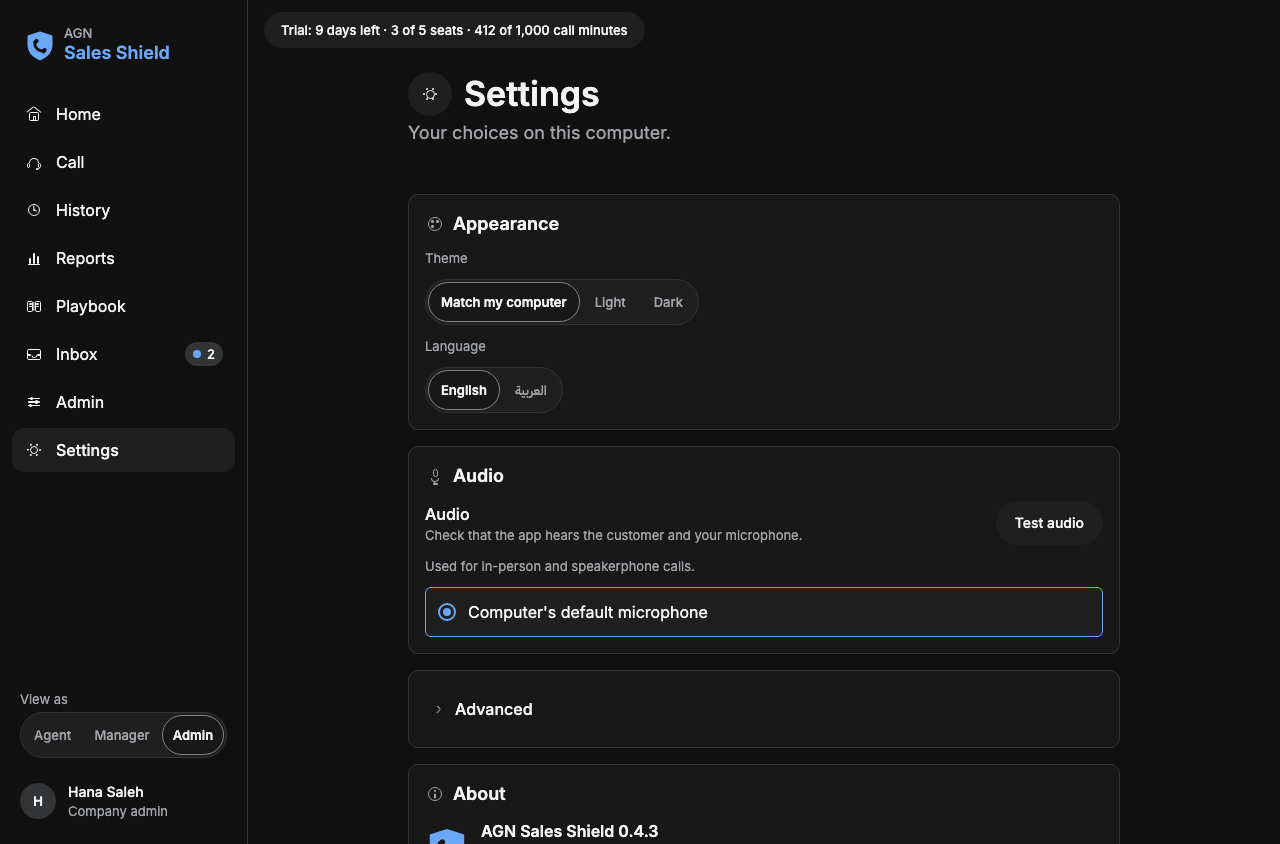 AGN
Sales Shield
Home
Call
History
Reports
Playbook
Inbox
2
Admin
Settings
View as
Agent
Manager
Admin
H
Hana Saleh
Company admin
Trial: 9 days left · 3 of 5 seats · 412 of 1,000 call minutes
Settings
Your choices on this computer.
Appearance
Theme
Match my computer
Light
Dark
Language
English
العربية
Audio
Audio
Check that the app hears the customer and your microphone.
Test audio
Used for in-person and speakerphone calls.
Computer's default microphone
Advanced
About
AGN Sales Shield 0.4.3